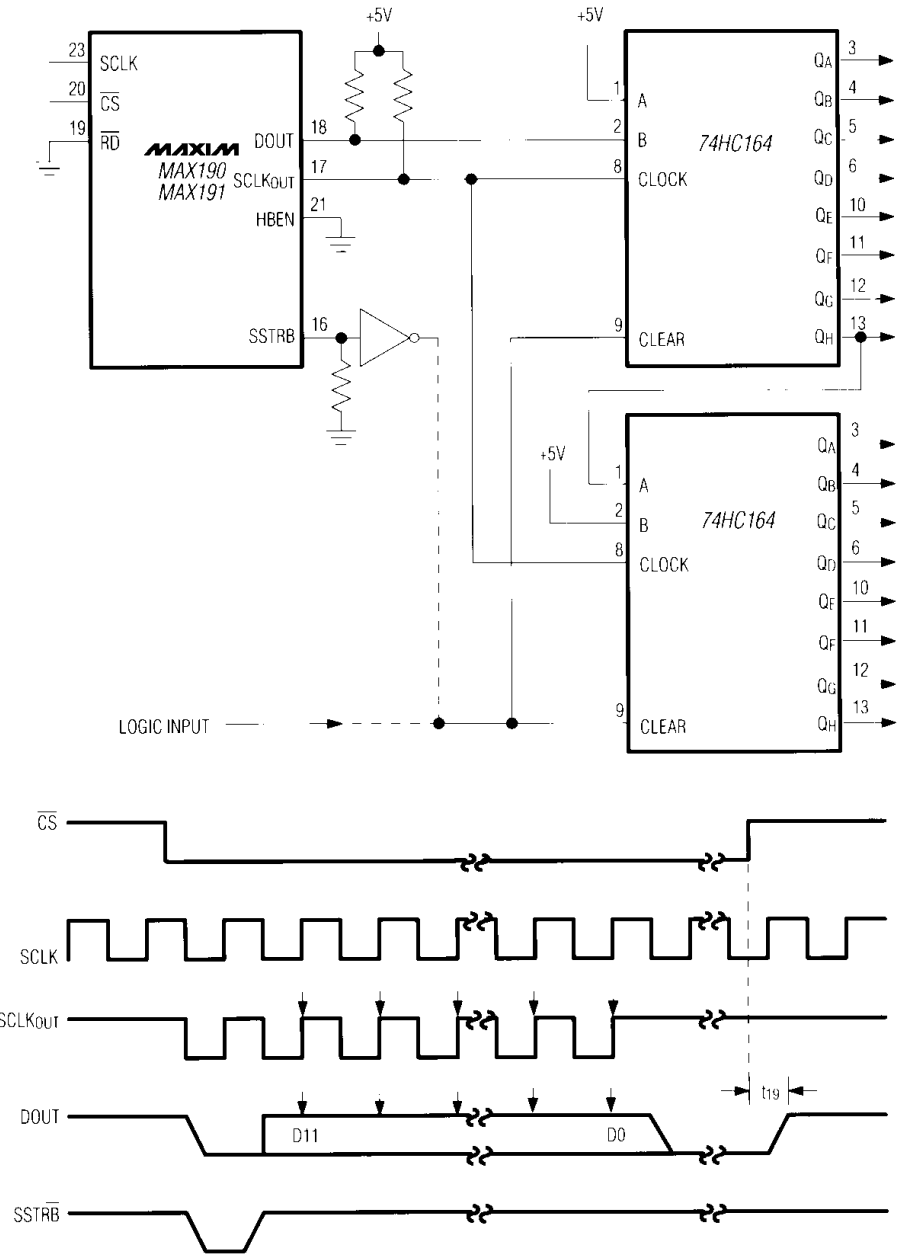 +5V
+5V
23 SCLK
20 CS
19 RD
MAXIM
MAX190
MAX191
DOUT 18
SCLKOUT 17
HBEN 21
SSTRB 16
1 A
2 B
8 CLOCK
9 CLEAR
74HC164
QA 3
QB 4
QC 5
QD 6
QE 10
QF 11
QG 12
QH 13
+5V
1 A
2 B
8 CLOCK
9 CLEAR
74HC164
QA 3
QB 4
QC 5
QD 6
QE 10
QF 11
QG 12
QH 13
LOGIC INPUT
CS
SCLK
SCLKOUT
t19
DOUT
D11
D0
SSTRB